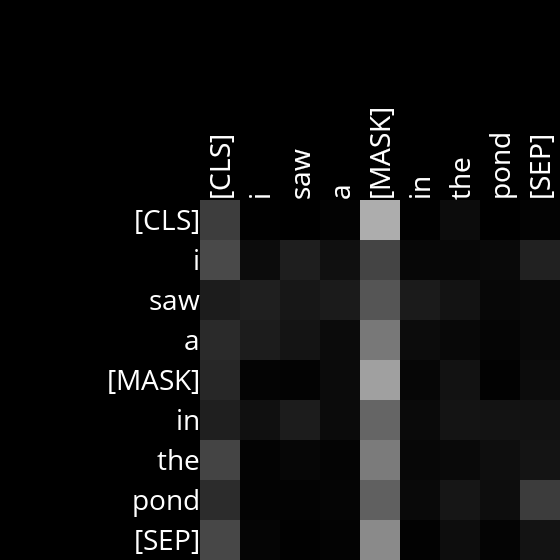 [CLS] i saw a [MASK] in the pond [SEP]
[CLS]
i
saw
a
[MASK]
in
the
pond
[SEP]